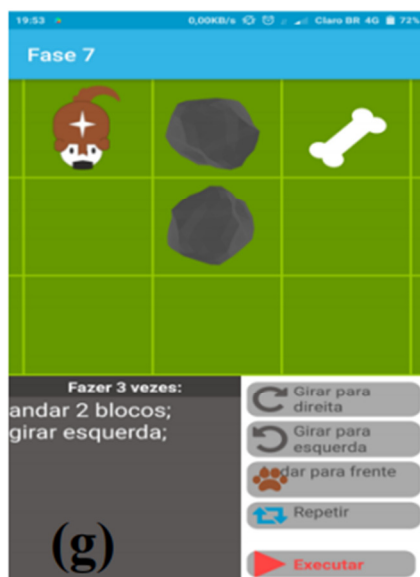 19:53 0,00KB/s Claro BR 4G 72%
Fase 7
Fazer 3 vezes:
andar 2 blocos;
girar esquerda;
(g)
Girar para
direita
Girar para
esquerda
dar para frente
Repetir
Executar